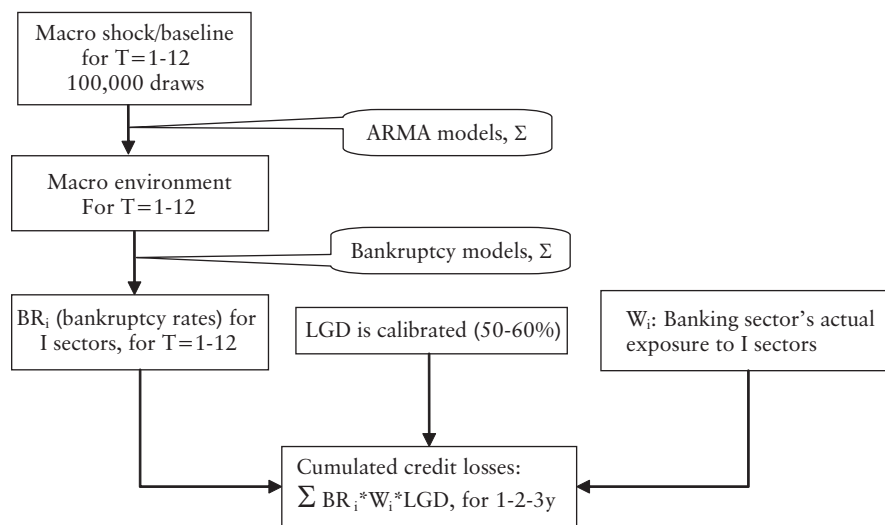 Macro shock/baseline
for T=1-12
100,000 draws
ARMA models, Σ
Macro environment
For T=1-12
Bankruptcy models, Σ
BRi (bankruptcy rates) for
I sectors, for T=1-12
LGD is calibrated (50-60%)
Wi: Banking sector's actual
exposure to I sectors
Cumulated credit losses:
Σ BRi*Wi*LGD, for 1-2-3y